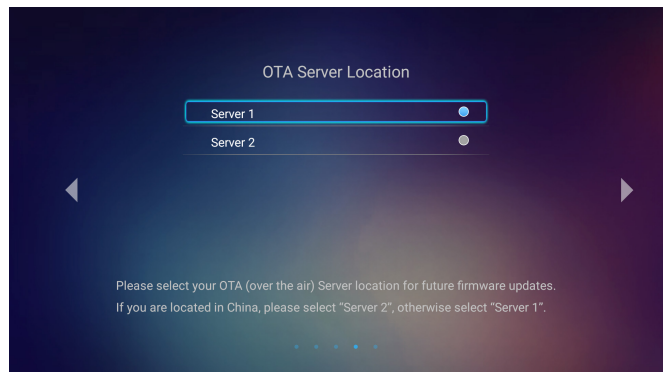 OTA Server Location
Server 1
Server 2
Please select your OTA (over the air) Server location for future firmware updates.
If you are located in China, please select “Server 2”, otherwise select “Server 1”.